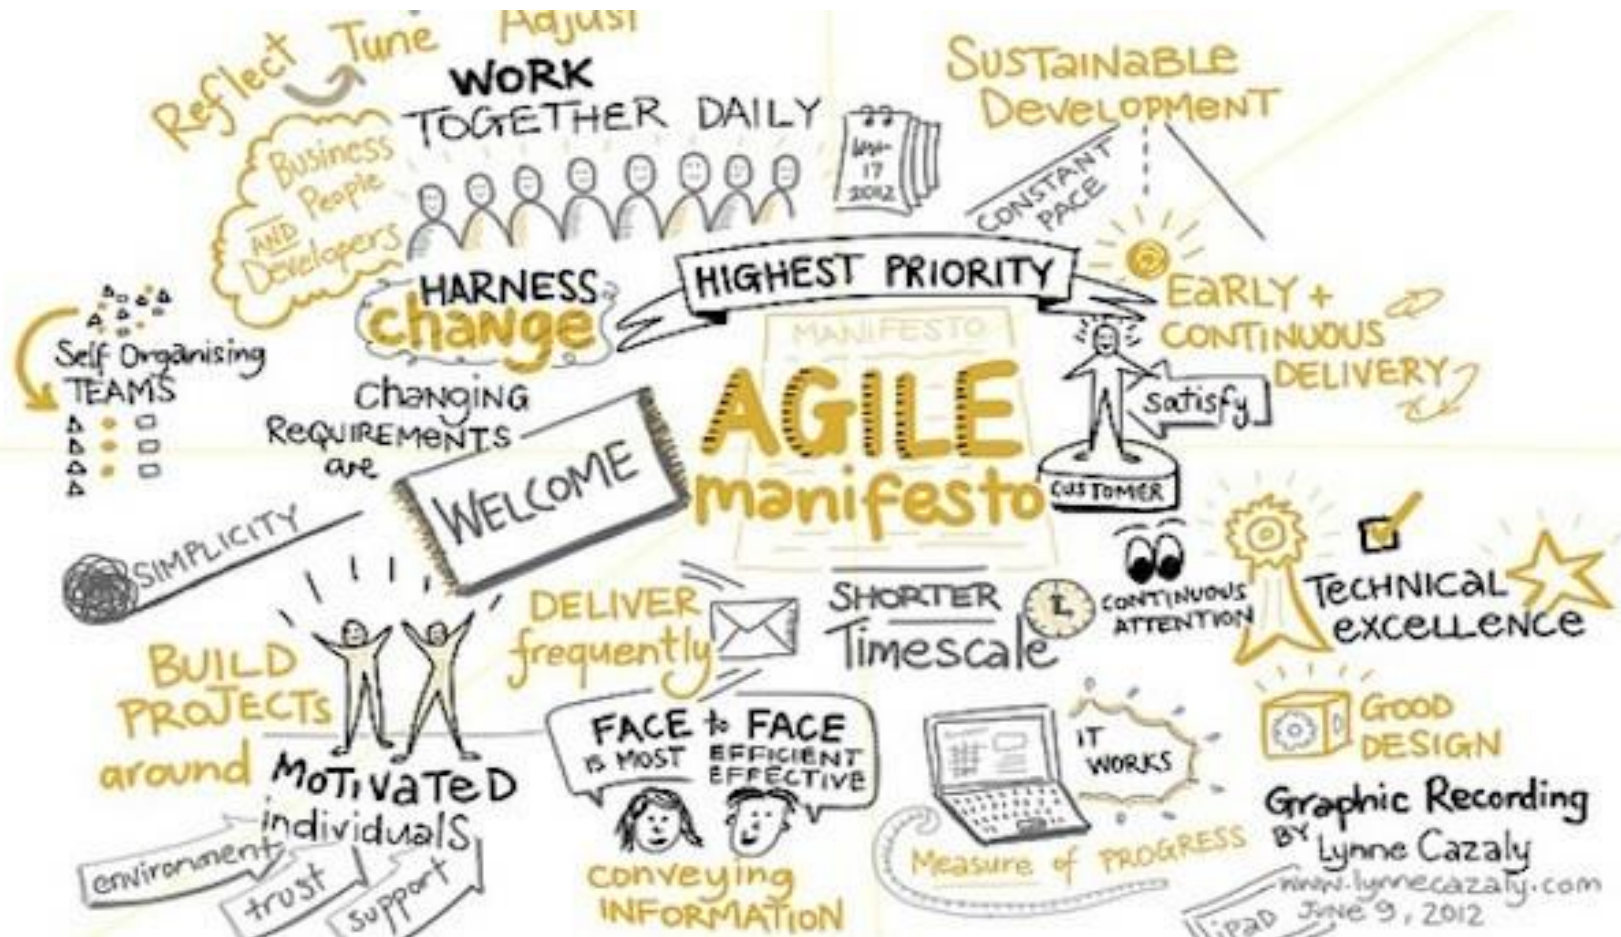 Reflect
Tune
Adjust
WORK
TOGETHER DAILY
Business
People
AND
Developers
17
2012
SUSTaiNaBLE
DEVELOPMENT
CONSTANT
PACE
HIGHEST PRIORITY
HARNESS
change
Self Organising
TEAMS
CHaNGiNG
ReQUIREMeNTS
are
WELCOME
MANIFESTO
AGILE
manifesto
EaRLY +
CONTINUOUS
DELIVERY
satisfy
CUSTOMER
SIMPLICITY
BUILD
PROJECTS
around
MoTiVaTeD
individuals
environment
trust
support
DELIVER
frequently
SHORTER
Timescale
CONTINUOUS
ATTENTION
TECHNICaL
eXCELLENCE
FACE to FACE
iS MOST EFFICIENT
EFFECTIVE
conveying
INFORMATION
IT
WORKS
Measure of PROGRESS
GOOD
DESIGN
Graphic Recording
BY Lynne Cazaly
www.lynnecazaly.com
JUNE 9, 2012
iPaD